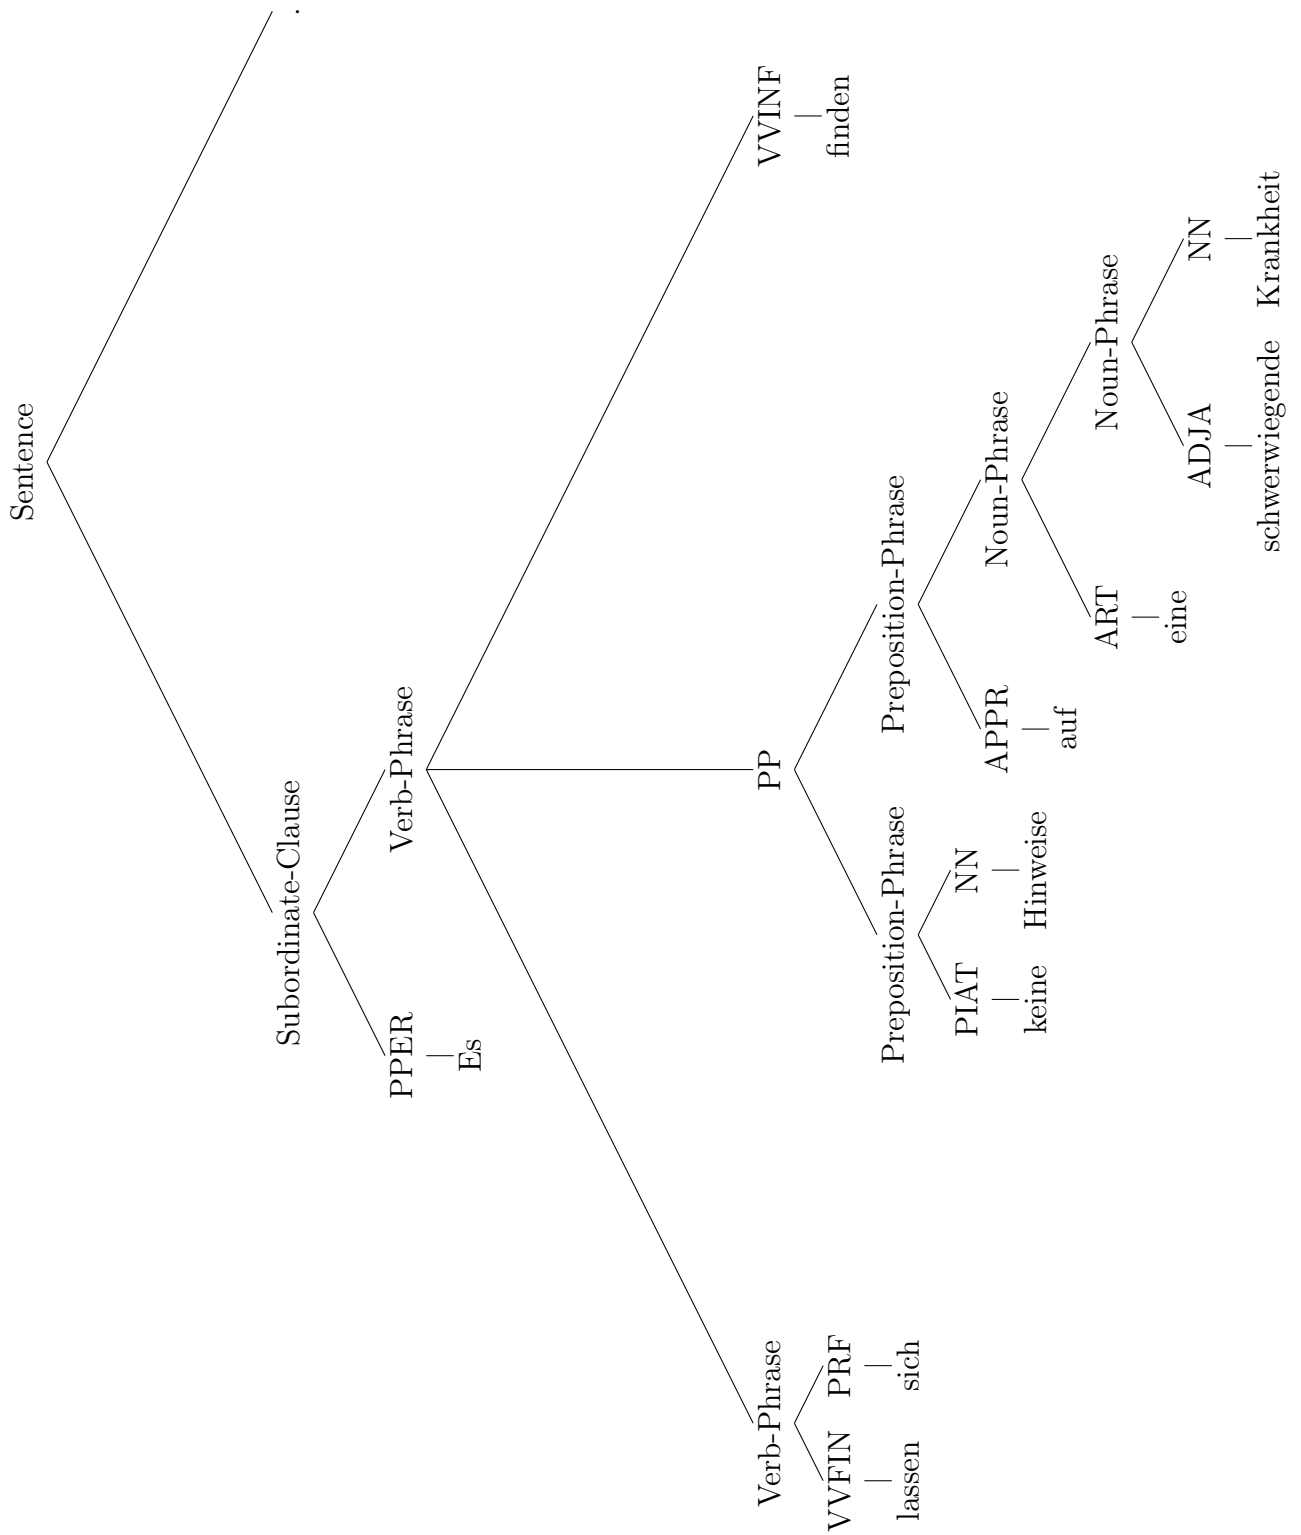 Sentence
Subordinate-Clause .
PPER Verb-Phrase
Es
Verb-Phrase PP VVINF
VVFIN PRF finden
lassen sich Preposition-Phrase Preposition-Phrase
PIAT NN APPR Noun-Phrase
keine Hinweise auf
ART Noun-Phrase
eine ADJA NN
schwerwiegende Krankheit